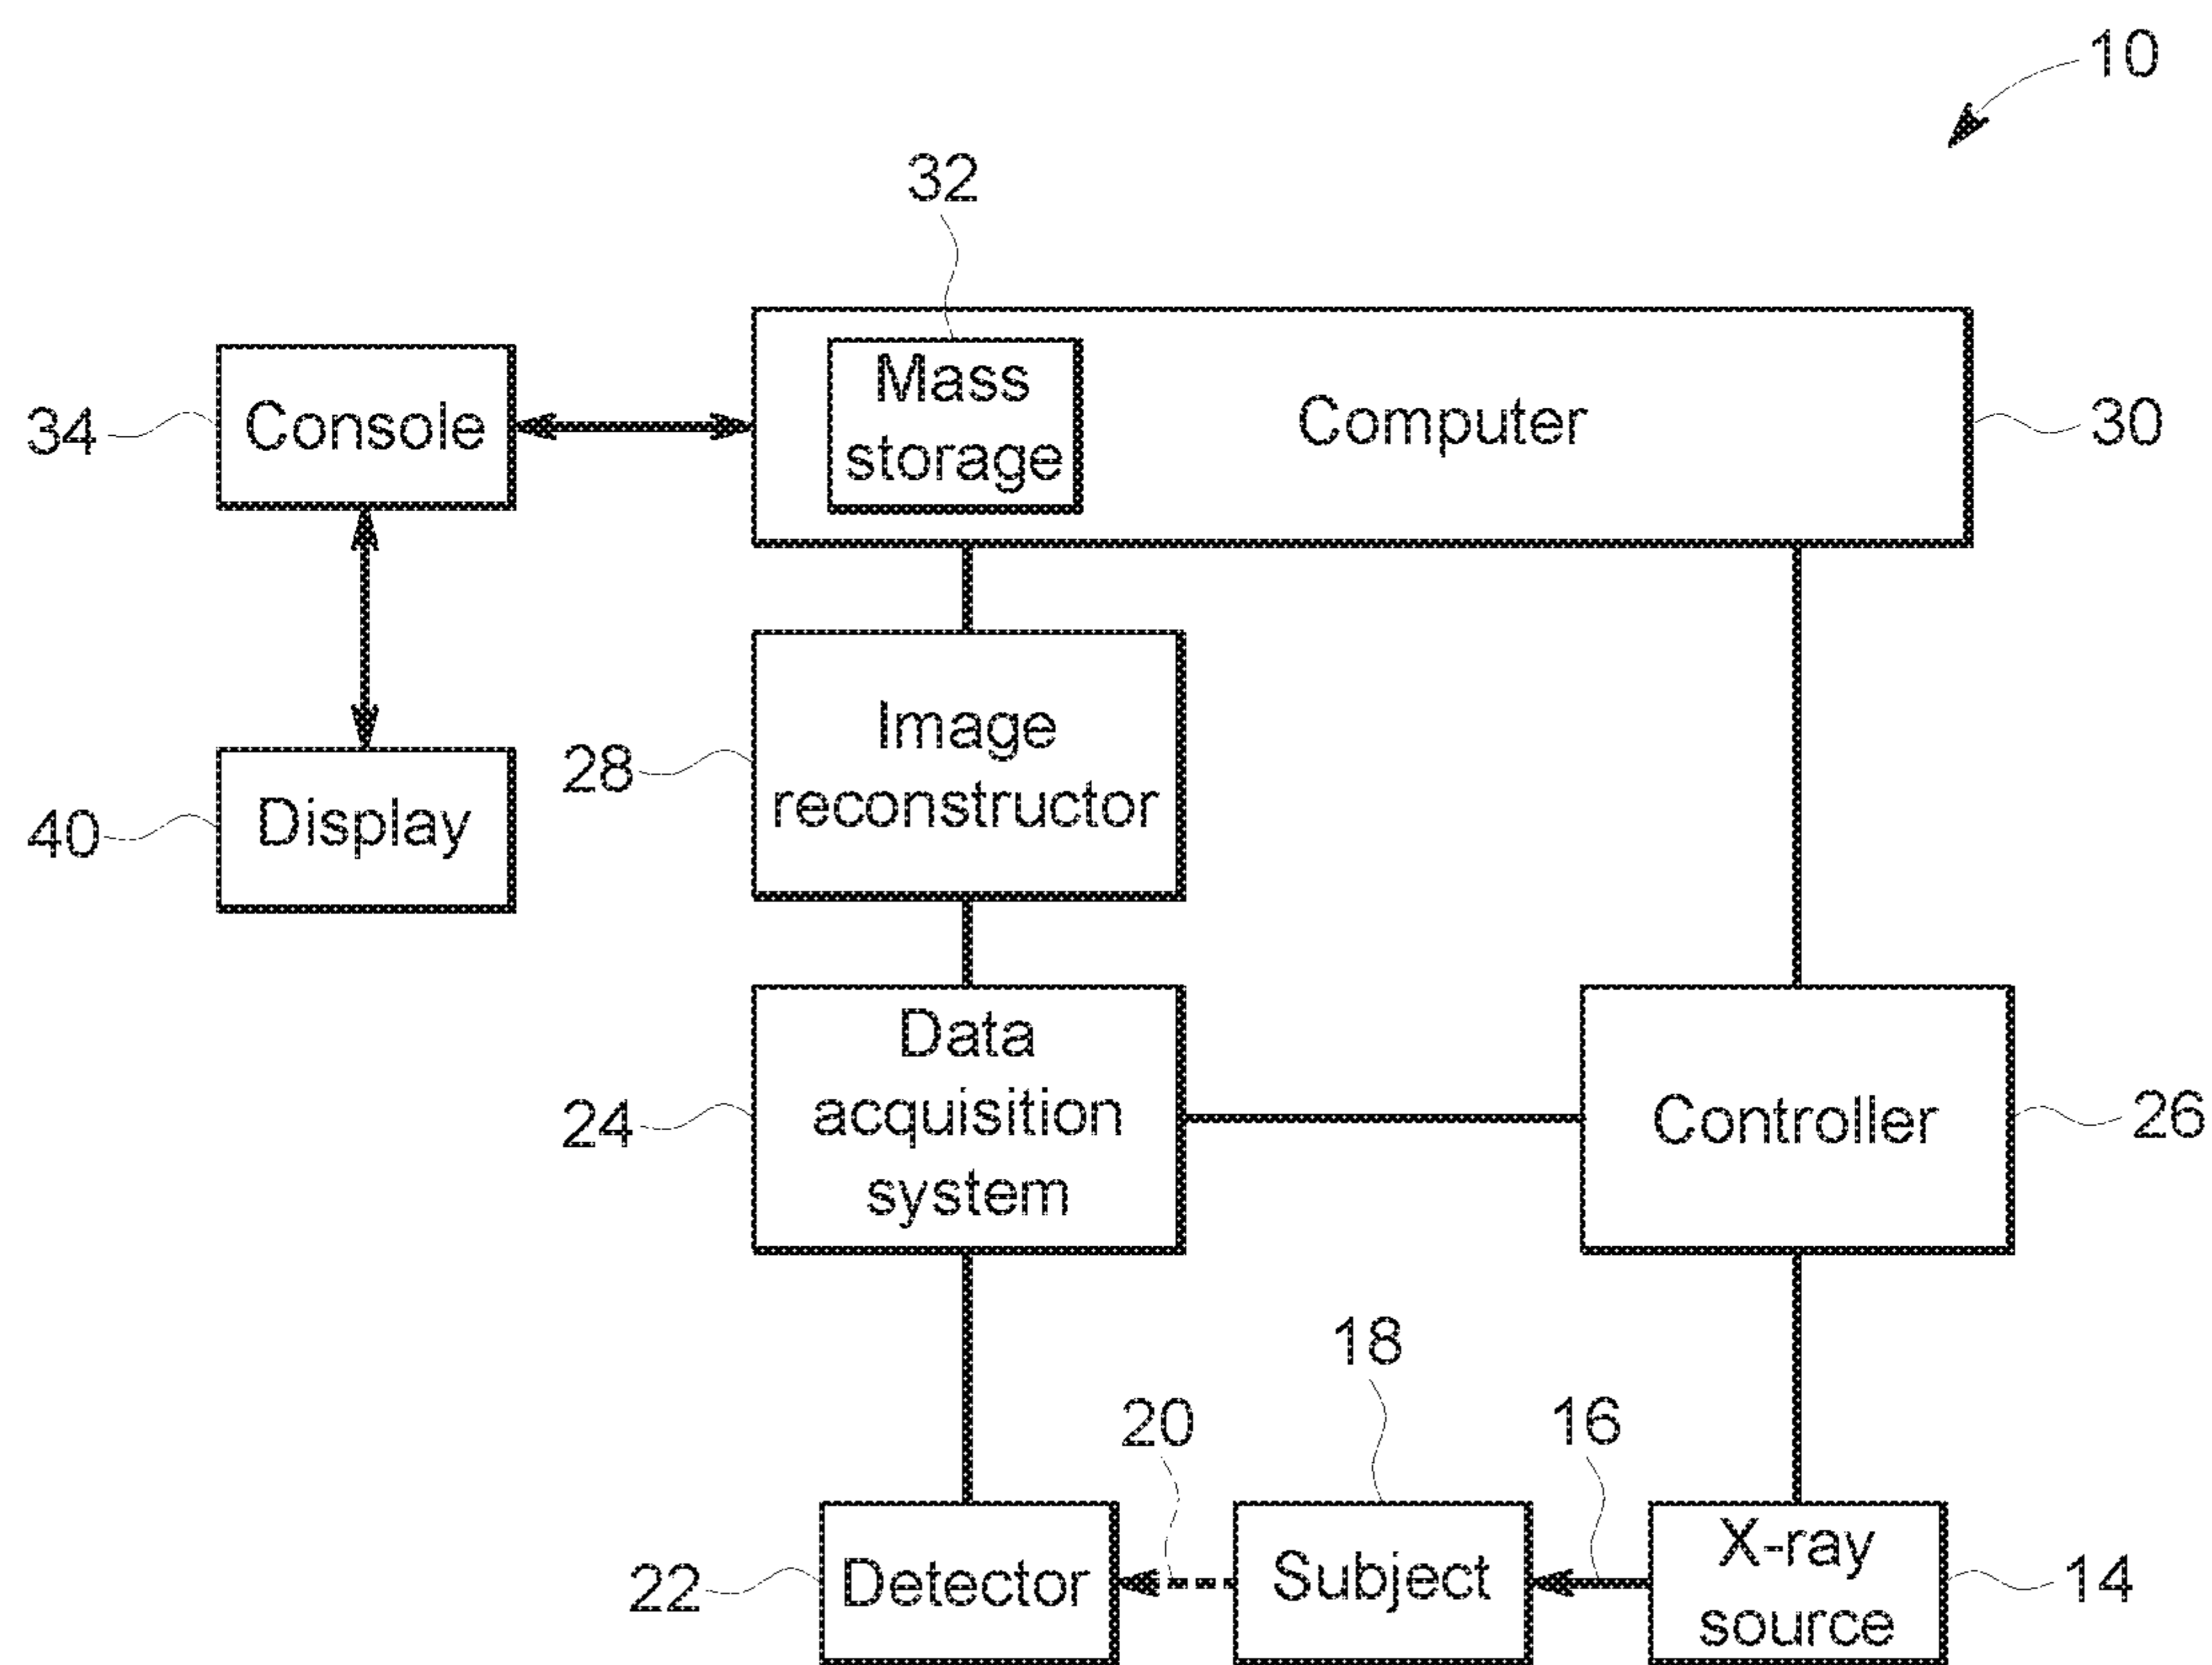 10
32
Mass
storage
Computer
30
34
Console
Image
reconstructor
28
40
Display
Data
acquisition
system
24
Controller
26
18
20
16
22
Detector
Subject
X-ray
source
14